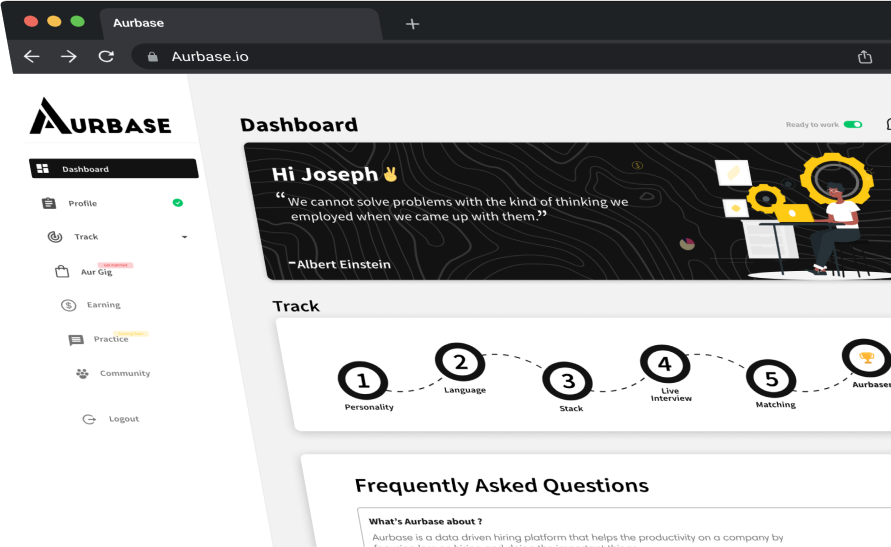 Aurbase
Aurbase.io
AURBASE
Dashboard
Ready to work
Dashboard
Profile
Track
Aur Gig
Earning
Practice
Community
Logout
Hi Joseph
“We cannot solve problems with the kind of thinking we
employed when we came up with them.”
-Albert Einstein
Track
1
Personality
2
Language
3
Stack
4
Live
Interview
5
Matching
Aurbaser
Frequently Asked Questions
What's Aurbase about ?
Aurbase is a data driven hiring platform that helps the productivity on a company by